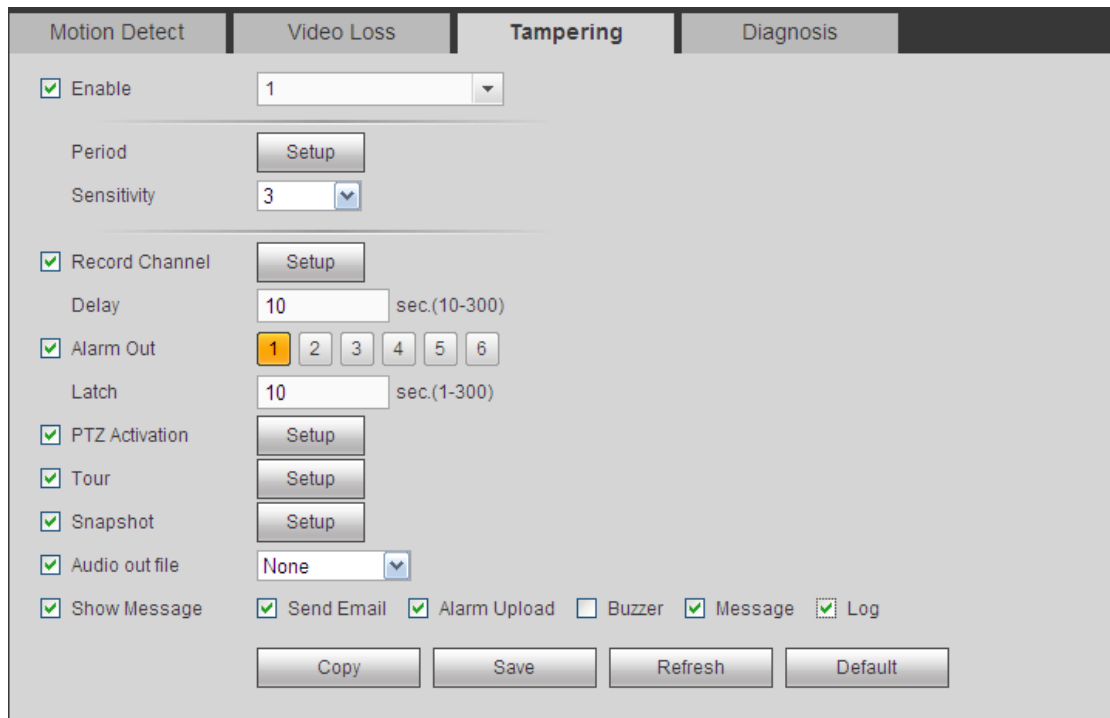 Motion Detect Video Loss Tampering Diagnosis
Enable 1
Period Setup
Sensitivity 3
Record Channel Setup
Delay 10 sec.(10-300)
Alarm Out 1 2 3 4 5 6
Latch 10 sec.(1-300)
PTZ Activation Setup
Tour Setup
Snapshot Setup
Audio out file None
Show Message Send Email Alarm Upload Buzzer Message Log
Copy Save Refresh Default